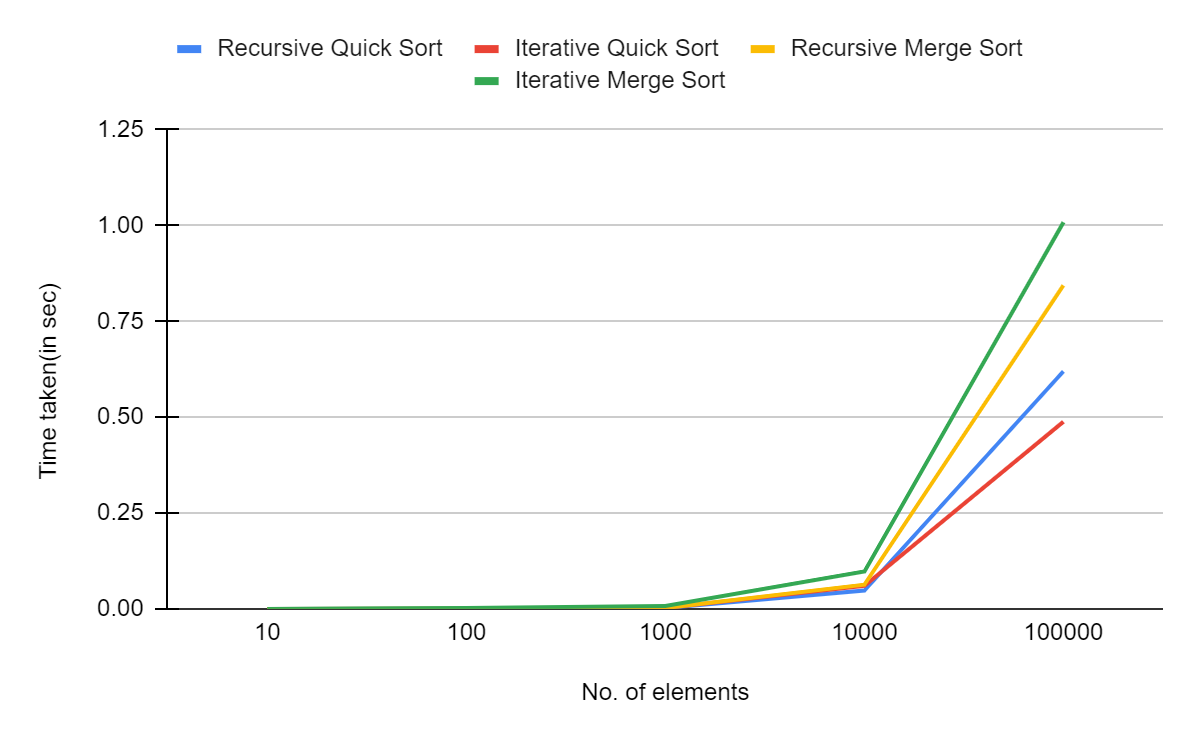 Recursive Quick Sort Iterative Quick Sort Recursive Merge Sort
Iterative Merge Sort
1.25
1.00
0.75
0.50
0.25
0.00
Time taken(in sec)
10 100 1000 10000 100000
No. of elements